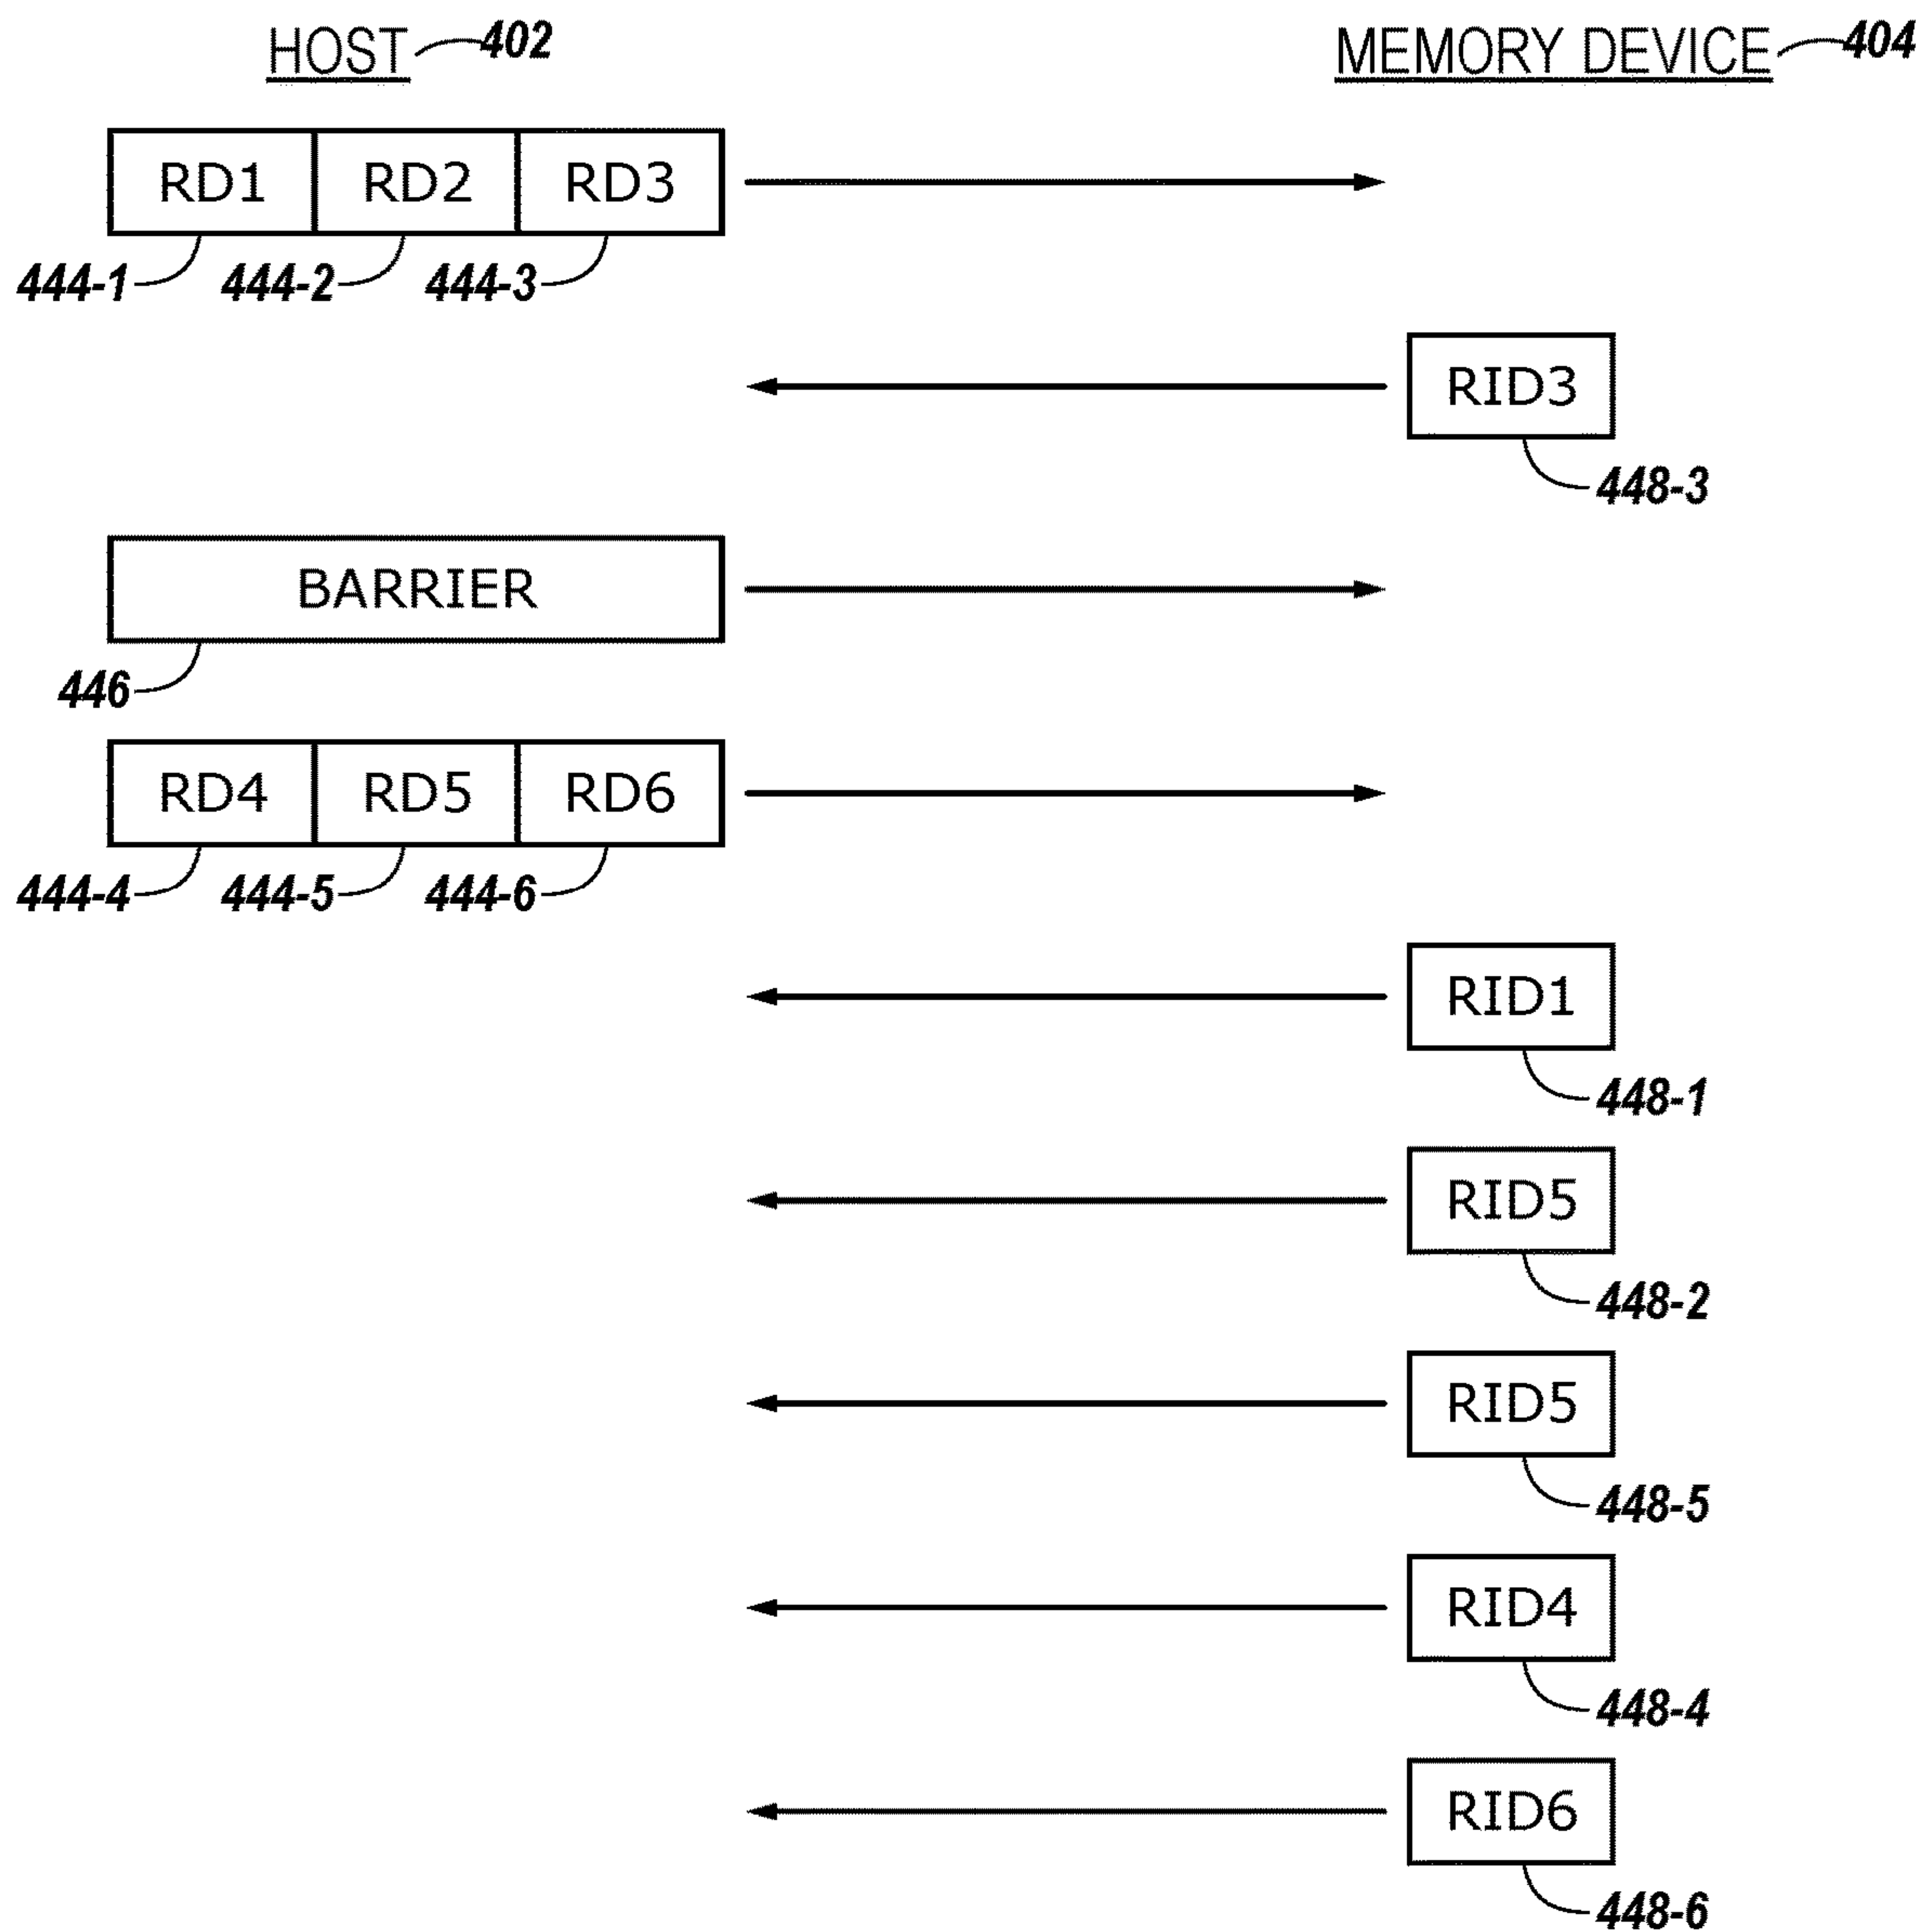 HOST 402 MEMORY DEVICE 404
RD1 RD2 RD3
444-1 444-2 444-3
RID3
448-3
BARRIER
446
RD4 RD5 RD6
444-4 444-5 444-6
RID1
448-1
RID5
448-2
RID5
448-5
RID4
448-4
RID6
448-6